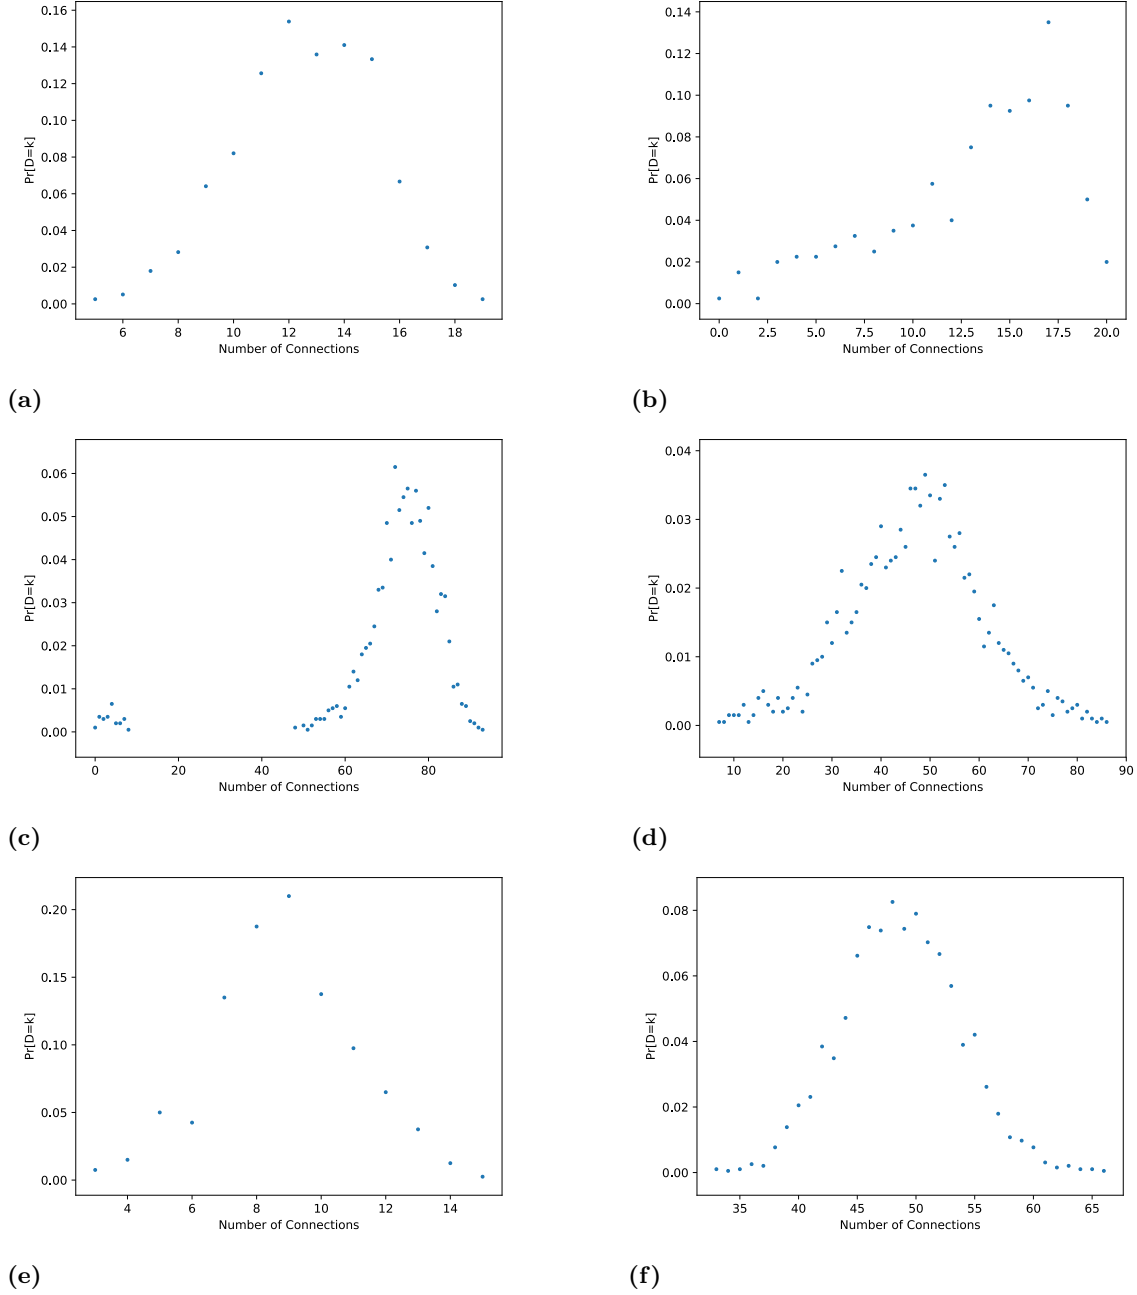 0.16
0.14
0.12
0.10
0.08
0.06
0.04
0.02
0.00
Pr[D=k]
6 8 10 12 14 16 18
Number of Connections
(a)
0.14
0.12
0.10
0.08
0.06
0.04
0.02
0.00
Pr[D=k]
0.0 2.5 5.0 7.5 10.0 12.5 15.0 17.5 20.0
Number of Connections
(b)
0.06
0.05
0.04
0.03
0.02
0.01
0.00
Pr[D=k]
0 20 40 60 80
Number of Connections
(c)
0.04
0.03
0.02
0.01
0.00
Pr[D=k]
10 20 30 40 50 60 70 80 90
Number of Connections
(d)
0.20
0.15
0.10
0.05
0.00
Pr[D=k]
4 6 8 10 12 14
Number of Connections
(e)
0.08
0.06
0.04
0.02
0.00
Pr[D=k]
35 40 45 50 55 60 65
Number of Connections
(f)